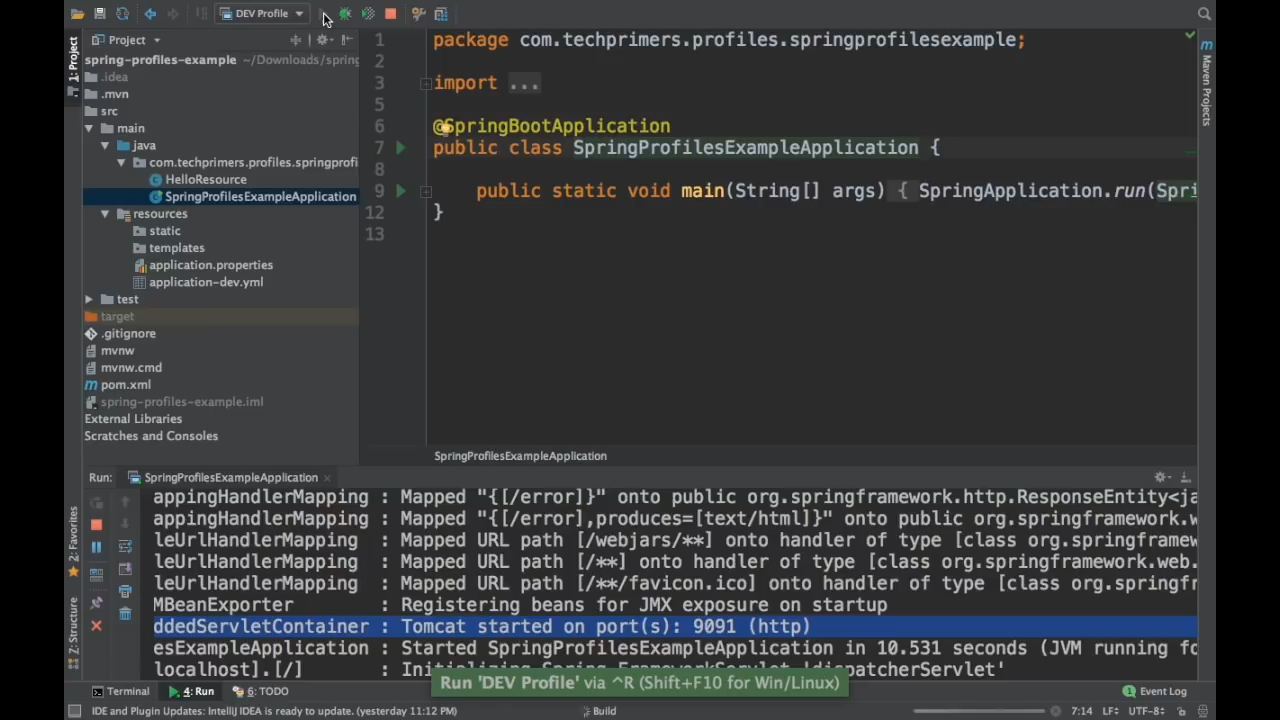 DEV Profile
1: Project
Project
spring-profiles-example ~/Downloads/spring
.idea
.mvn
src
main
java
com.techprimers.profiles.springprofi
HelloResource
SpringProfilesExampleApplication
resources
static
templates
application.properties
application-dev.yml
test
target
.gitignore
mvnw
mvnw.cmd
pom.xml
spring-profiles-example.iml
External Libraries
Scratches and Consoles
1 package com.techprimers.profiles.springprofilesexample;
2
3 import ...
5
6 @SpringBootApplication
7 public class SpringProfilesExampleApplication {
8
9 public static void main(String[] args) { SpringApplication.run(Spri
12 }
13
SpringProfilesExampleApplication
Maven Projects
Run: SpringProfilesExampleApplication
appingHandlerMapping : Mapped "{[/error]}" onto public org.springframework.http.ResponseEntity<ja
appingHandlerMapping : Mapped "{[/error],produces=[text/html]}" onto public org.springframework.w
leUrlHandlerMapping : Mapped URL path [/webjars/**] onto handler of type [class org.springframew
leUrlHandlerMapping : Mapped URL path [/**] onto handler of type [class org.springframework.web.
leUrlHandlerMapping : Mapped URL path [/**/favicon.ico] onto handler of type [class org.springfr
MBeanExporter : Registering beans for JMX exposure on startup
ddedServletContainer : Tomcat started on port(s): 9091 (http)
esExampleApplication : Started SpringProfilesExampleApplication in 10.531 seconds (JVM running fo
localhost].[/] : Initializing Spring FrameworkServlet 'dispatcherServlet'
Run 'DEV Profile' via ^R (Shift+F10 for Win/Linux)
2: Favorites
Z: Structure
Terminal
4: Run
6: TODO
Event Log
IDE and Plugin Updates: IntelliJ IDEA is ready to update. (yesterday 11:12 PM)
Build
7:14 LF÷ UTF-8÷